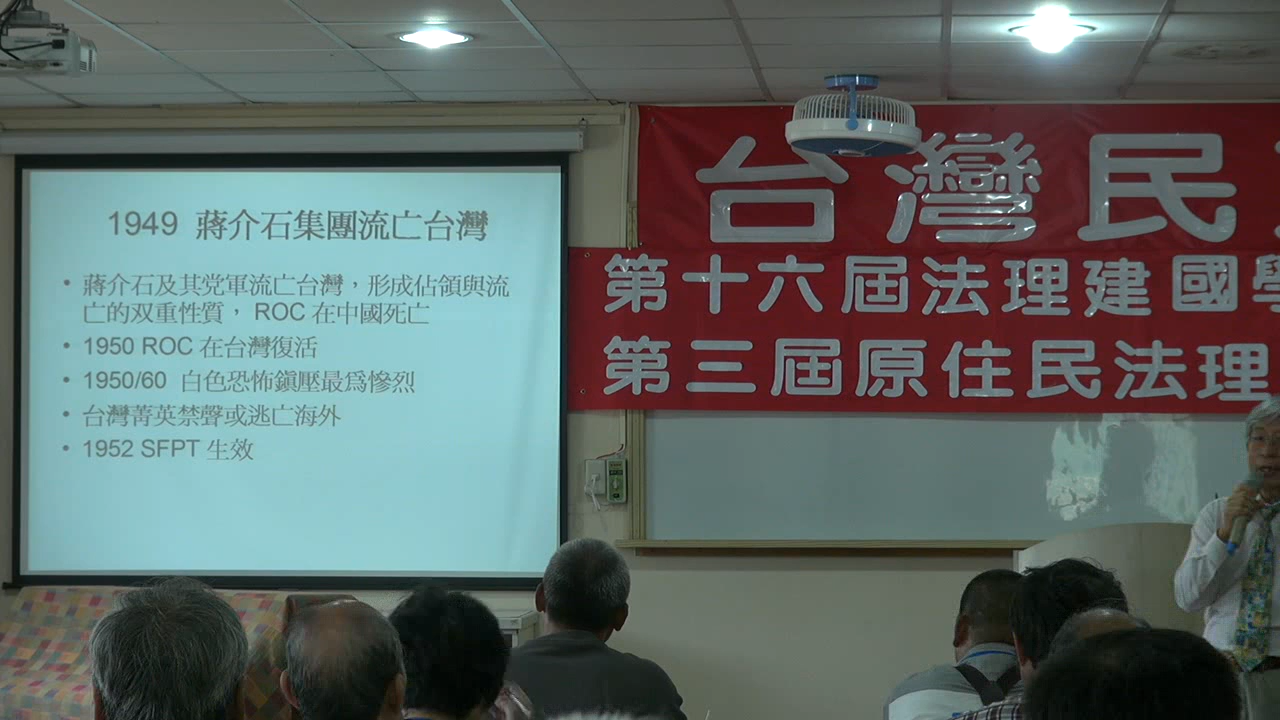 1949 蔣介石集團流亡台灣
• 蔣介石及其党軍流亡台灣，形成佔領與流
亡的双重性質， ROC 在中國死亡
• 1950 ROC 在台灣復活
• 1950/60 白色恐怖鎮壓最為慘烈
• 台灣菁英禁聲或逃亡海外
• 1952 SFPT 生效
台灣民
第十六屆法理建國學
第三屆原住民法理